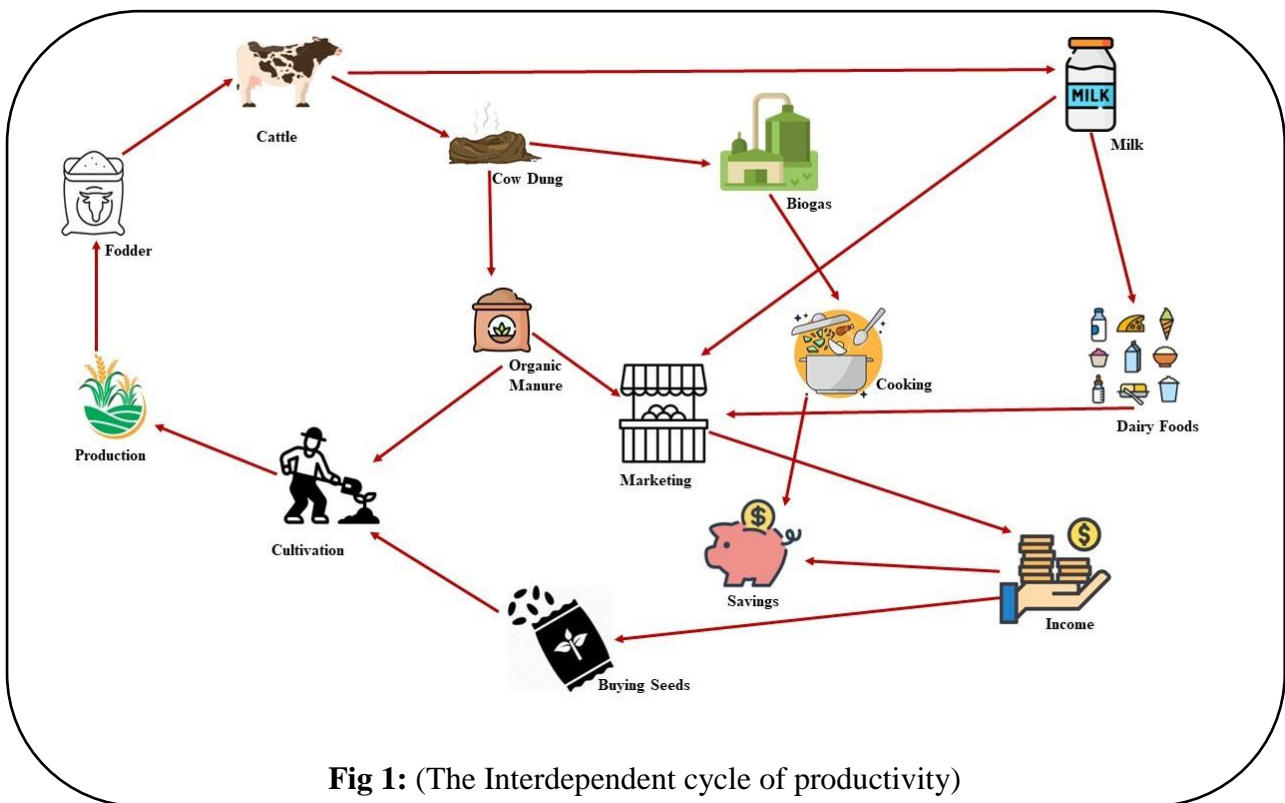 Cattle
MILK
Milk
Cow Dung
Biogas
Fodder
Organic
Manure
Cooking
Dairy Foods
Production
Marketing
Cultivation
$
$
Savings
Income
Buying Seeds
Fig 1: (The Interdependent cycle of productivity)